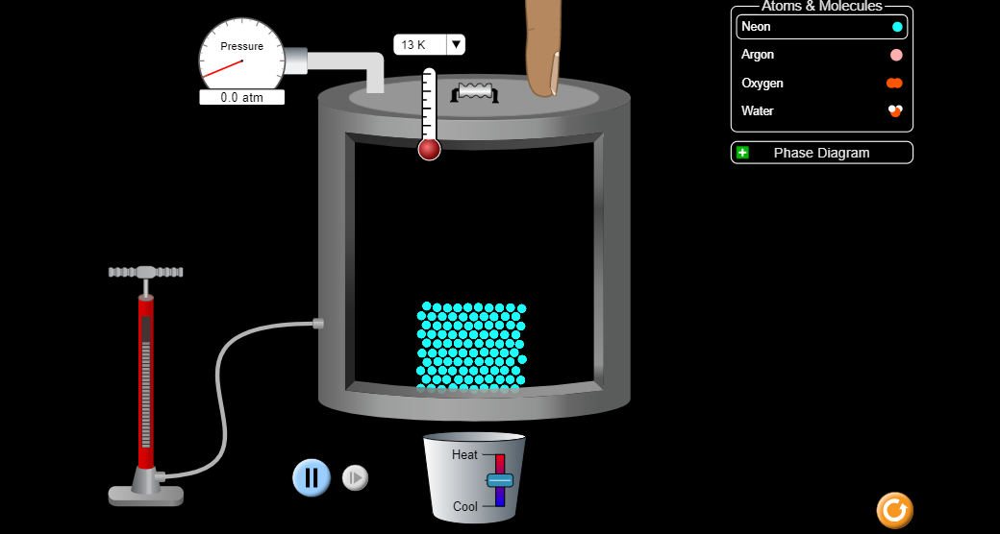 Atoms & Molecules
Neon
Argon
Oxygen
Water
Phase Diagram
Pressure
0.0 atm
13 K
Heat
Cool